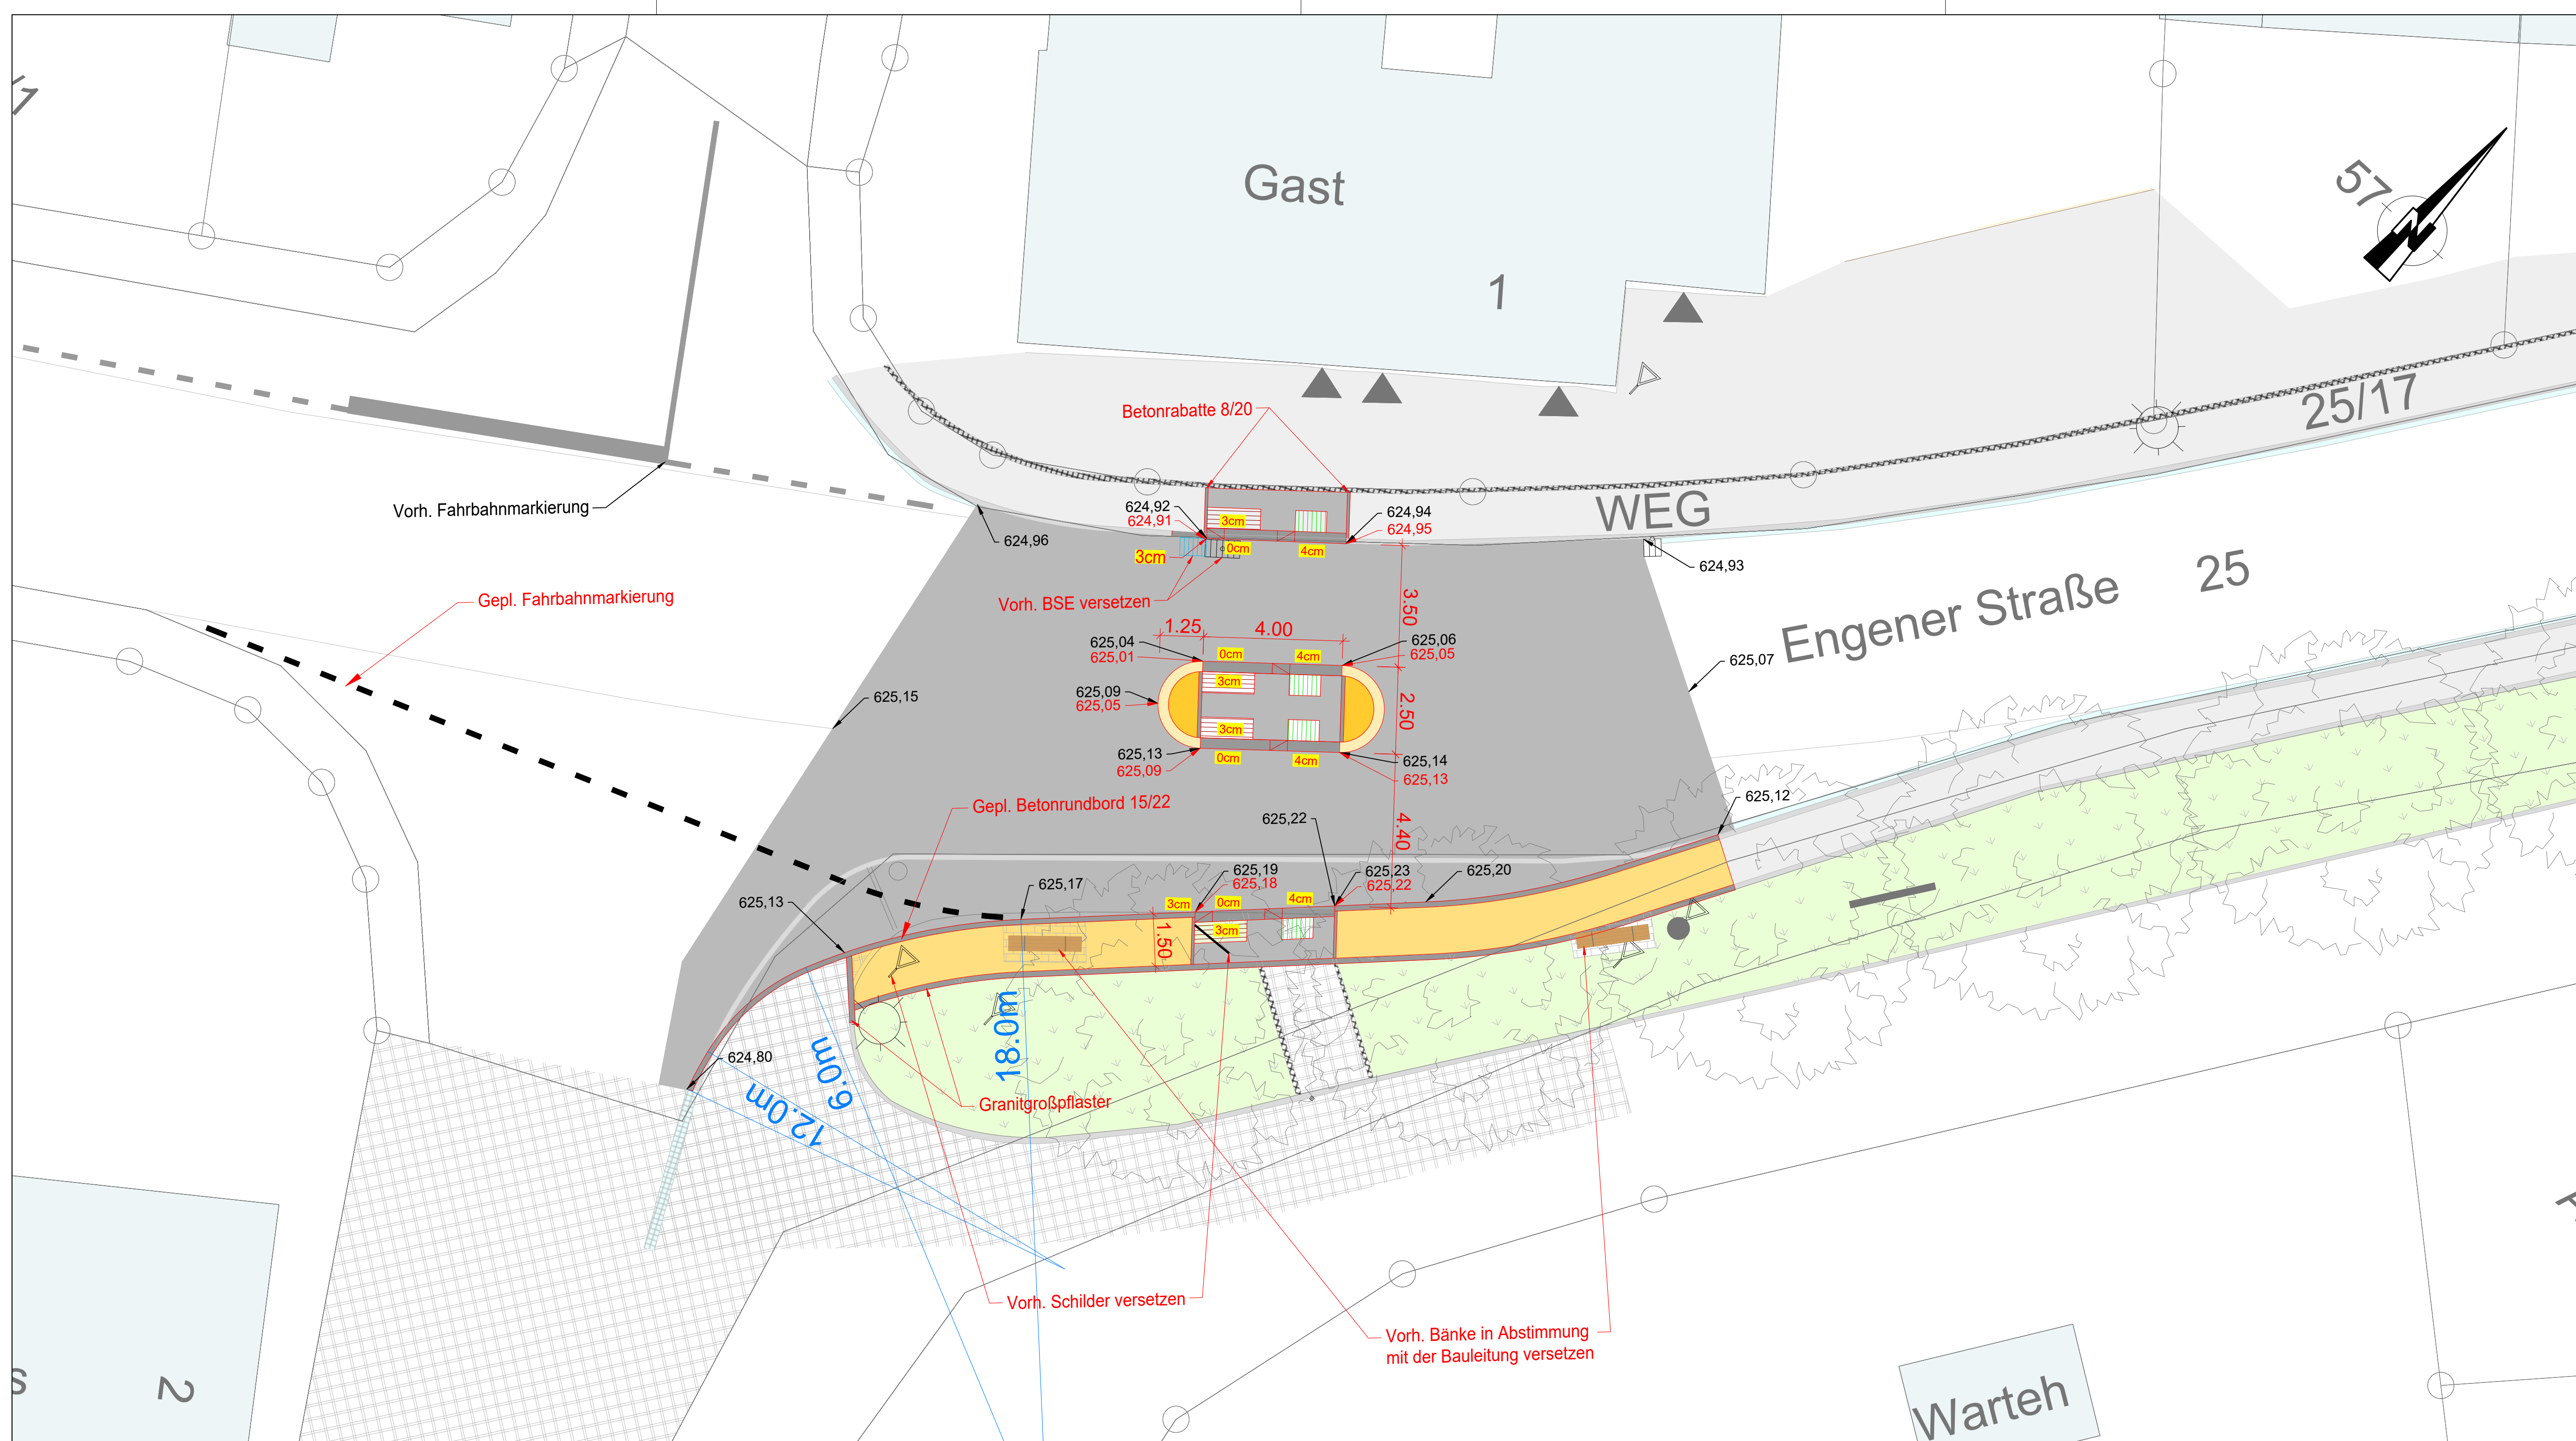 /1
Gast
1
57
N
25/17
WEG
Engener Straße 25
Betonrabatte 8/20
Vorh. Fahrbahnmarkierung
624,92
624,91
3cm
624,94
624,95
624,96
3cm
0cm
4cm
624,93
Gepl. Fahrbahnmarkierung
Vorh. BSE versetzen
3.50
1.25
4.00
625,04
625,01
0cm
4cm
625,06
625,05
625,07
625,15
625,09
625,05
3cm
3cm
2.50
625,13
625,09
0cm
4cm
625,14
625,13
Gepl. Betonrundbord 15/22
625,22
4.40
625,12
625,13
625,17
3cm
625,19
625,18
0cm
4cm
625,23
625,22
625,20
1.50
3cm
624,80
12.0m
6.0m
18.0m
Granitgroßpflaster
Vorh. Schilder versetzen
Vorh. Bänke in Abstimmung
mit der Bauleitung versetzen
s
2
Warteh